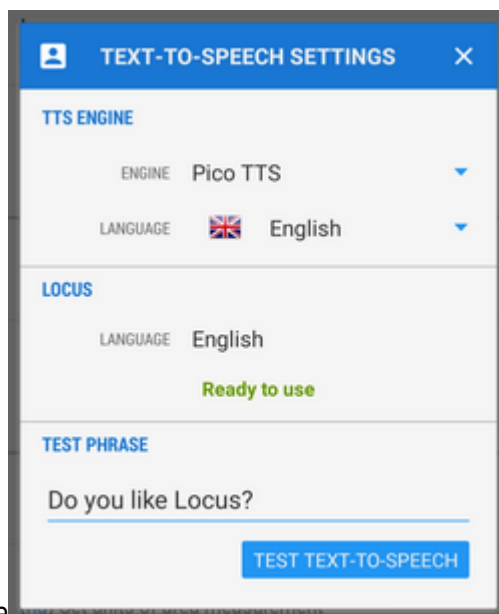 TEXT-TO-SPEECH SETTINGS
TTS ENGINE
ENGINE Pico TTS
LANGUAGE English
LOCUS
LANGUAGE English
Ready to use
TEST PHRASE
Do you like Locus?
TEST TEXT-TO-SPEECH